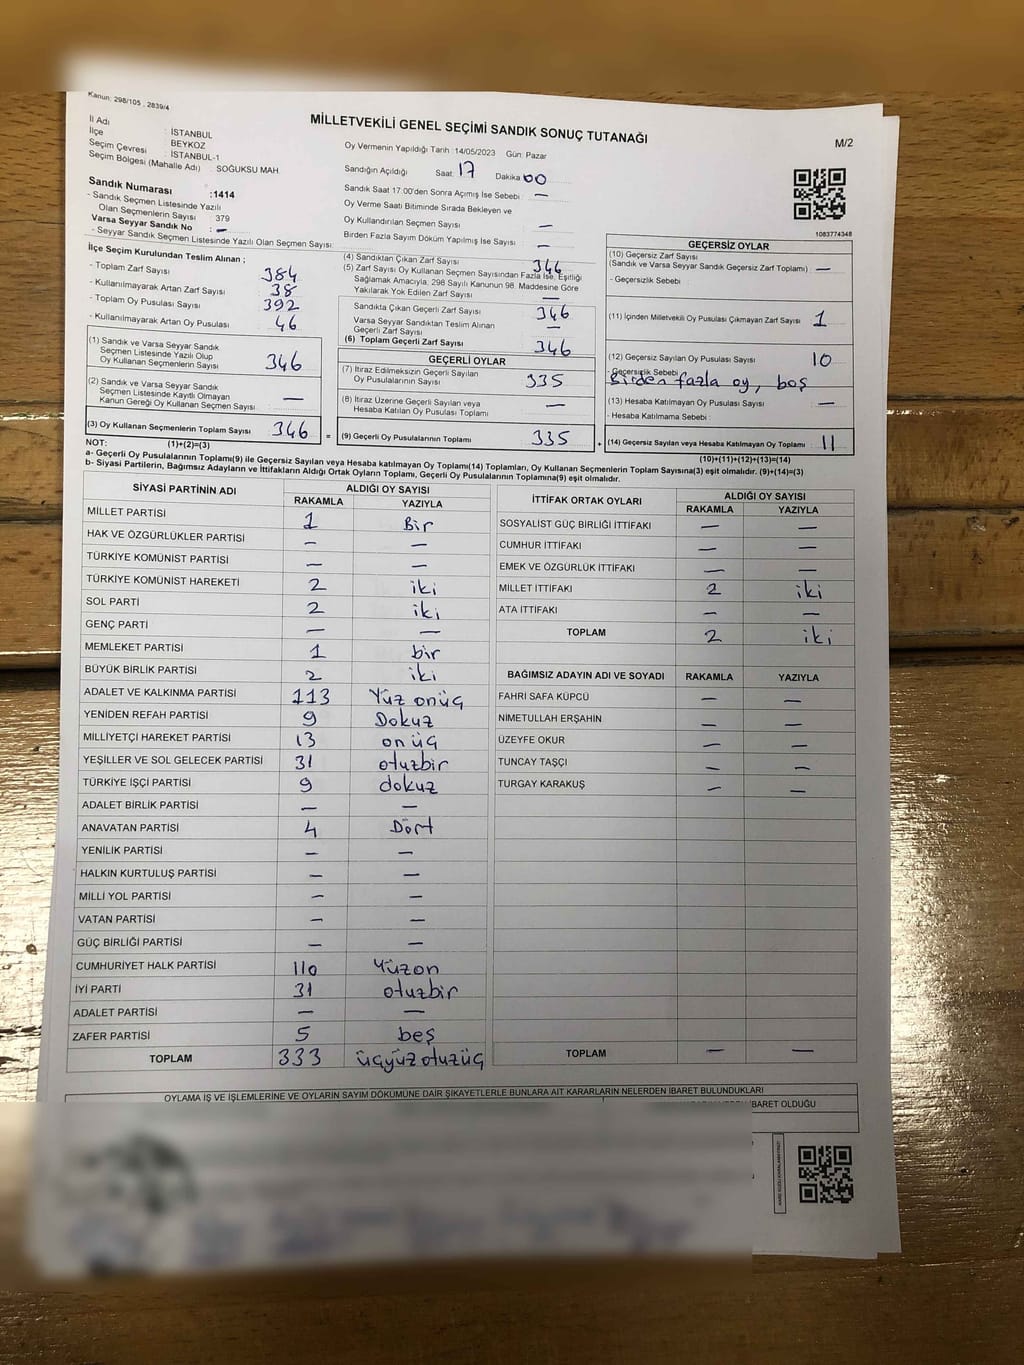 Kanun: 298/105 , 2839/4
MİLLETVEKİLİ GENEL SEÇİMİ SANDIK SONUÇ TUTANAĞI
M/2
İl Adı : İSTANBUL
İlçe : BEYKOZ
Seçim Çevresi : İSTANBUL-1
Seçim Bölgesi (Mahalle Adı) : SOĞUKSU MAH.
Oy Vermenin Yapıldığı Tarih :14/05/2023 Gün: Pazar
Sandığın Açıldığı Saat: 17 Dakika: 00
Sandık Saat 17:00'den Sonra Açımış İse Sebebi : —
Oy Verme Saati Bitiminde Sırada Bekleyen ve
Oy Kullandırılan Seçmen Sayısı : —
Birden Fazla Sayım Döküm Yapılmış İse Sayısı : —
1083774348
Sandık Numarası :1414
- Sandık Seçmen Listesinde Yazılı
Olan Seçmenlerin Sayısı : 379
Varsa Seyyar Sandık No : —
- Seyyar Sandık Seçmen Listesinde Yazılı Olan Seçmen Sayısı:
İlçe Seçim Kurulundan Teslim Alınan ;
- Toplam Zarf Sayısı : 384
- Kullanılmayarak Artan Zarf Sayısı : 38
- Toplam Oy Pusulası Sayısı : 392
- Kullanılmayarak Artan Oy Pusulası : 46
(1) Sandık ve Varsa Seyyar Sandık
Seçmen Listesinde Yazılı Olup
Oy Kullanan Seçmenlerin Sayısı : 346
(2) Sandık ve Varsa Seyyar Sandık
Seçmen Listesinde Kayıtlı Olmayan
Kanun Gereği Oy Kullanan Seçmen Sayısı : —
(3) Oy Kullanan Seçmenlerin Toplam Sayısı : 346
(4) Sandıktan Çıkan Zarf Sayısı : 346
(5) Zarf Sayısı Oy Kullanan Seçmen Sayısından Fazla İse, Eşitliği
Sağlamak Amacıyla, 298 Sayılı Kanunun 98. Maddesine Göre
Yakılarak Yok Edilen Zarf Sayısı : —
Sandıkta Çıkan Geçerli Zarf Sayısı : 346
Varsa Seyyar Sandıktan Teslim Alınan
Geçerli Zarf Sayısı : —
(6) Toplam Geçerli Zarf Sayısı : 346
GEÇERLİ OYLAR
(7) İtiraz Edilmeksizin Geçerli Sayılan
Oy Pusulalarının Sayısı : 335
(8) İtiraz Üzerine Geçerli Sayılan veya
Hesaba Katılan Oy Pusulası Toplamı : —
= (9) Geçerli Oy Pusulalarının Toplamı : 335 +
GEÇERSİZ OYLAR
(10) Geçersiz Zarf Sayısı
(Sandık ve Varsa Seyyar Sandık Geçersiz Zarf Toplamı) : —
- Geçersizlik Sebebi :
(11) İçinden Milletvekili Oy Pusulası Çıkmayan Zarf Sayısı : 1
(12) Geçersiz Sayılan Oy Pusulası Sayısı : 10
- Geçersizlik Sebebi :
Birden fazla oy, boş
(13) Hesaba Katılmayan Oy Pusulası Sayısı : —
- Hesaba Katılmama Sebebi :
(14) Geçersiz Sayılan veya Hesaba Katılmayan Oy Pusulası Toplamı : 11
NOT: (1)+(2)=(3)
(10)+(11)+(12)+(13)=(14)
a- Geçerli Oy Pusulalarının Toplamı(9) ile Geçersiz Sayılan veya Hesaba katılmayan Oy Toplamı(14) Toplamları, Oy Kullanan Seçmenlerin Toplam Sayısına(3) eşit olmalıdır. (9)+(14)=(3)
b- Siyasi Partilerin, Bağımsız Adayların ve İttifakların Aldığı Ortak Oyların Toplamı, Geçerli Oy Pusulalarının Toplamına(9) eşit olmalıdır.
SİYASİ PARTİNİN ADI ALDIĞI OY SAYISI
RAKAMLA YAZIYLA
MİLLET PARTİSİ 1 Bir
HAK VE ÖZGÜRLÜKLER PARTİSİ — —
TÜRKİYE KOMÜNİST PARTİSİ — —
TÜRKİYE KOMÜNİST HAREKETİ 2 iki
SOL PARTİ 2 iki
GENÇ PARTİ — —
MEMLEKET PARTİSİ 1 bir
BÜYÜK BİRLİK PARTİSİ 2 iki
ADALET VE KALKINMA PARTİSİ 113 Yüz onüç
YENİDEN REFAH PARTİSİ 9 Dokuz
MİLLİYETÇİ HAREKET PARTİSİ 13 onüç
YEŞİLLER VE SOL GELECEK PARTİSİ 31 otuzbir
TÜRKİYE İŞÇİ PARTİSİ 9 dokuz
ADALET BİRLİK PARTİSİ — —
ANAVATAN PARTİSİ 4 Dört
YENİLİK PARTİSİ — —
HALKIN KURTULUŞ PARTİSİ — —
MİLLİ YOL PARTİSİ — —
VATAN PARTİSİ — —
GÜÇ BİRLİĞİ PARTİSİ — —
CUMHURİYET HALK PARTİSİ 110 Yüzon
İYİ PARTİ 31 otuzbir
ADALET PARTİSİ — —
ZAFER PARTİSİ 5 beş
TOPLAM 333 üçyüzotuzüç
İTTİFAK ORTAK OYLARI ALDIĞI OY SAYISI
RAKAMLA YAZIYLA
SOSYALİST GÜÇ BİRLİĞİ İTTİFAKI — —
CUMHUR İTTİFAKI — —
EMEK VE ÖZGÜRLÜK İTTİFAKI — —
MİLLET İTTİFAKI 2 iki
ATA İTTİFAKI — —
TOPLAM 2 iki
BAĞIMSIZ ADAYIN ADI VE SOYADI RAKAMLA YAZIYLA
FAHRİ SAFA KÜPCÜ — —
NİMETULLAH ERŞAHİN — —
ÜZEYFE OKUR — —
TUNCAY TAŞÇI — —
TURGAY KARAKUŞ — —
TOPLAM — —
OYLAMA İŞ VE İŞLEMLERİNE VE OYLARIN SAYIM DÖKÜMÜNE DAİR ŞİKAYETLERLE BUNLARA AİT KARARLARIN NELERDEN İBARET BULUNDUKLARI
İBARET OLDUĞU